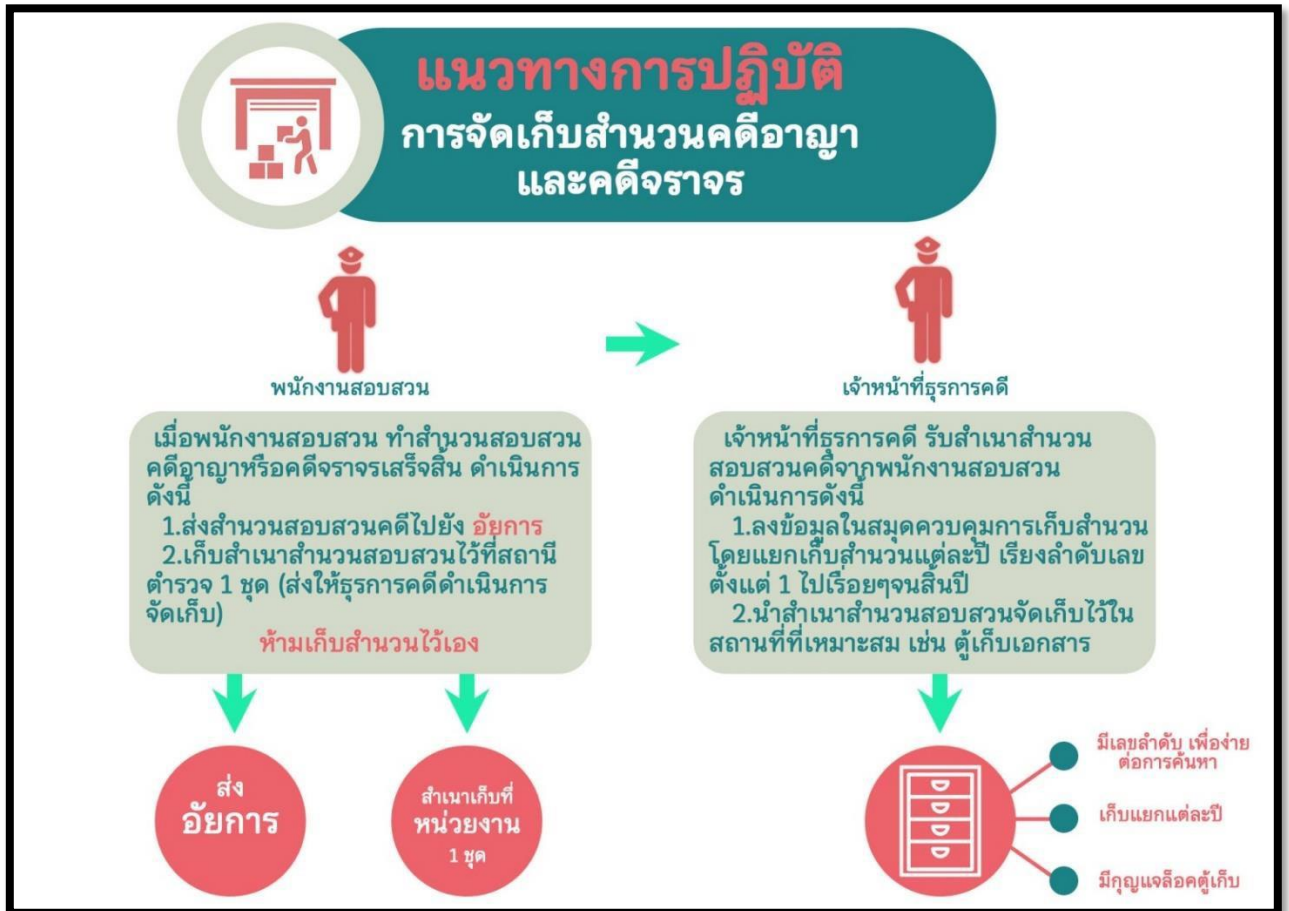 แนวทางการปฏิบัติ
การจัดเก็บสำนวนคดีอาญา
และคดีจราจร
พนักงานสอบสวน
เมื่อพนักงานสอบสวน ทำสำนวนสอบสวน
คดีอาญาหรือคดีจราจรเสร็จสิ้น ดำเนินการ
ดังนี้
1.ส่งสำนวนสอบสวนคดีไปยัง อัยการ
2.เก็บสำเนาสำนวนสอบสวนไว้ที่สถานี
ตำรวจ 1 ชุด (ส่งให้ธุรการคดีดำเนินการ
จัดเก็บ)
ห้ามเก็บสำนวนไว้เอง
ส่ง
อัยการ
สำเนาเก็บที่
หน่วยงาน
1 ชุด
เจ้าหน้าที่ธุรการคดี
เจ้าหน้าที่ธุรการคดี รับสำเนาสำนวน
สอบสวนคดีจากพนักงานสอบสวน
ดำเนินการดังนี้
1.ลงข้อมูลในสมุดควบคุมการเก็บสำนวน
โดยแยกเก็บสำนวนแต่ละปี เรียงลำดับเลข
ตั้งแต่ 1 ไปเรื่อยๆจนสิ้นปี
2.นำสำเนาสำนวนสอบสวนจัดเก็บไว้ใน
สถานที่ที่เหมาะสม เช่น ตู้เก็บเอกสาร
มีเลขลำดับ เพื่อง่าย
ต่อการค้นหา
เก็บแยกแต่ละปี
มีกุญแจล็อคตู้เก็บ